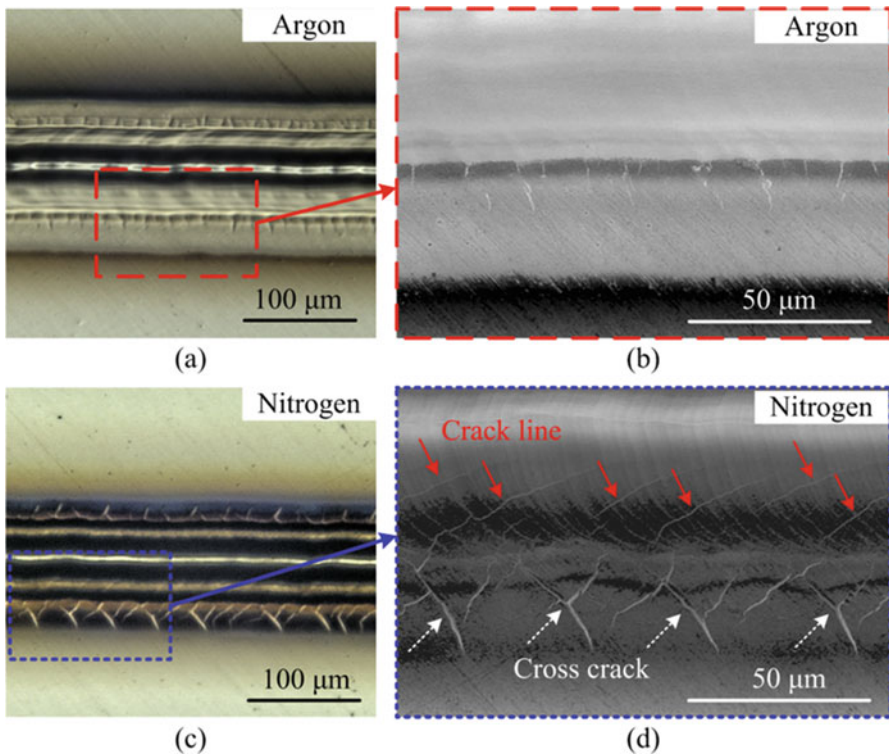 Argon
100 μm
(a)
Argon
50 μm
(b)
Nitrogen
100 μm
(c)
Nitrogen
Crack line
Cross crack
50 μm
(d)